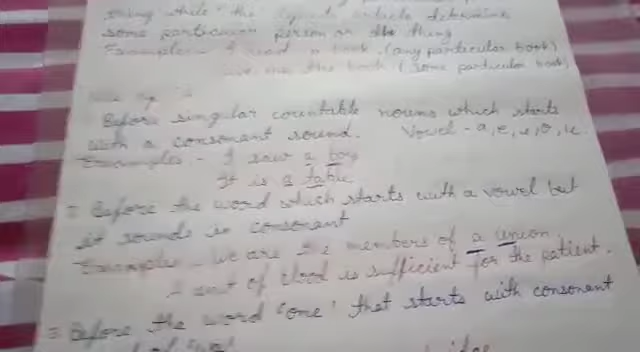 thing while the definite article determine
some particular person or the thing
Examples - I read a book. (any particular book)
the book (some particular book)
Use of 'a'
Before singular countable nouns which starts
with a consonant sound. Vowel - a, e, i, o, u.
Examples - I saw a boy
It is a table
= Before the word which starts with a vowel but
it sounds is consonant
Examples - We are the members of a union
A unit of blood is sufficient for the patient.
= Before the word 'one' that starts with consonant